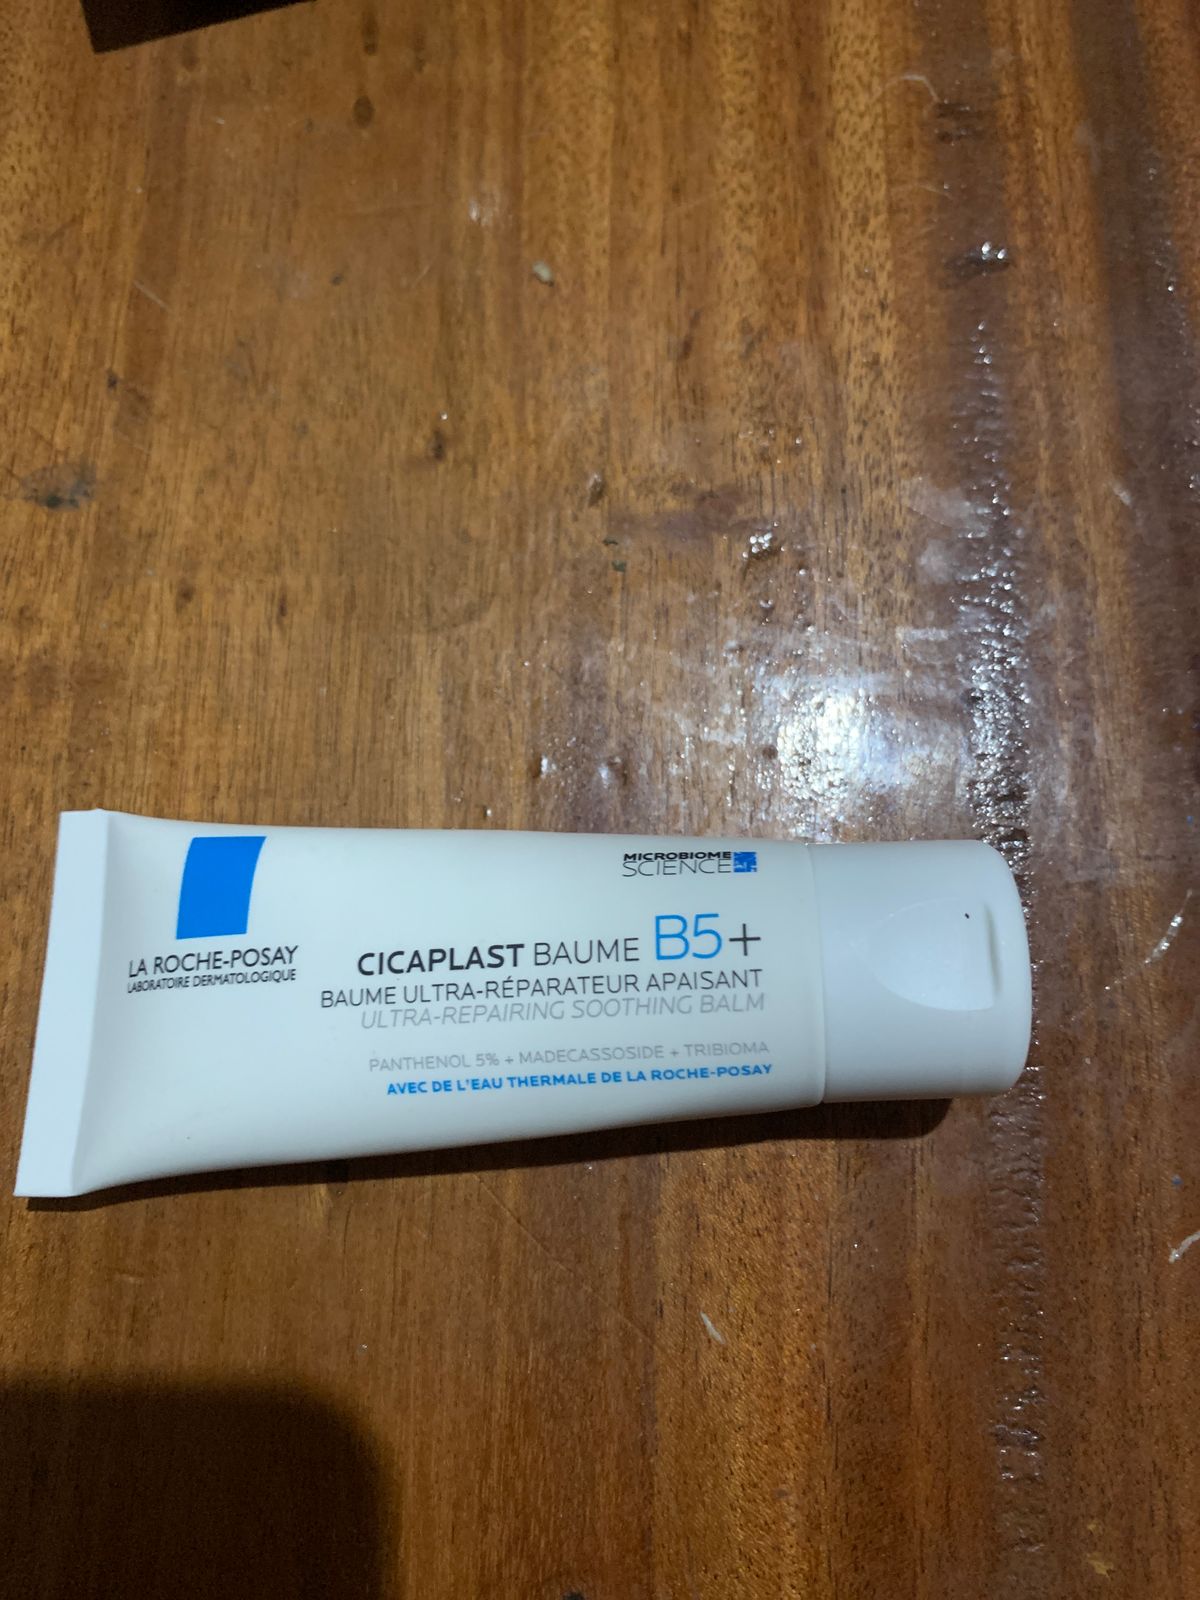 LA ROCHE-POSAY
LABORATOIRE DERMATOLOGIQUE
MICROBIOME
SCIENCE
CICAPLAST BAUME B5+
BAUME ULTRA-RÉPARATEUR APAISANT
ULTRA-REPAIRING SOOTHING BALM
PANTHENOL 5% + MADECASSOSIDE + TRIBIOMA
AVEC DE L'EAU THERMALE DE LA ROCHE-POSAY